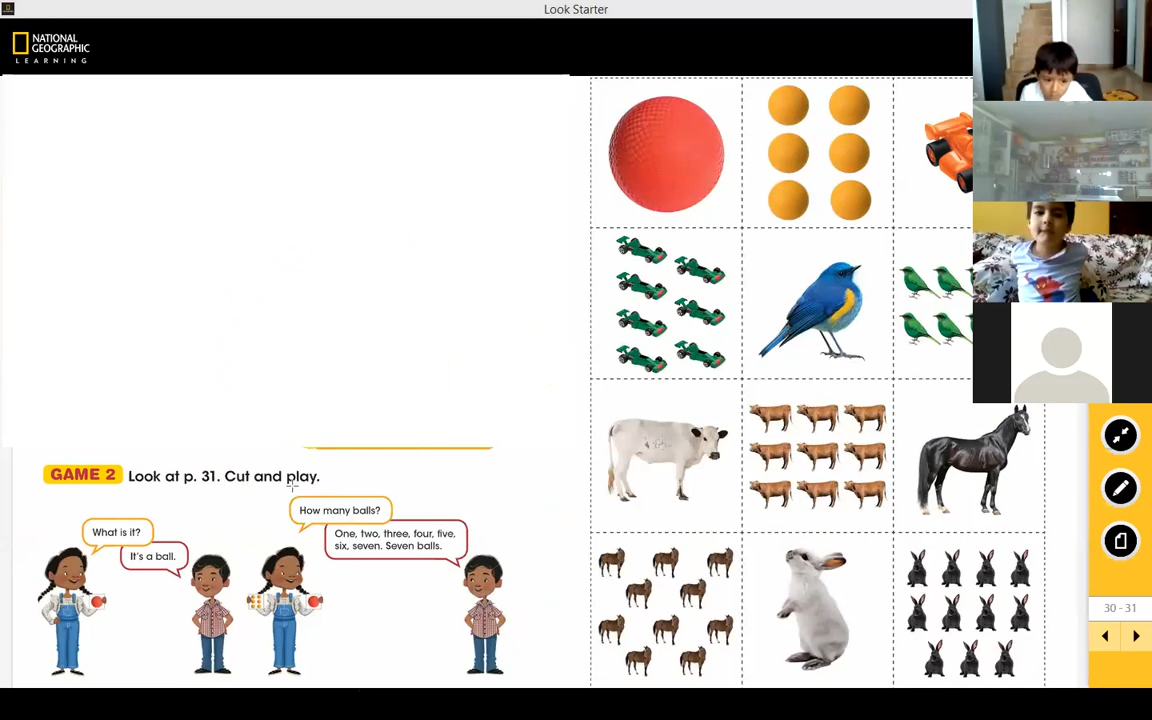 Look Starter
NATIONAL
GEOGRAPHIC
LEARNING
GAME 2 Look at p. 31. Cut and play.
What is it?
It's a ball.
How many balls?
One, two, three, four, five,
six, seven. Seven balls.
30 - 31